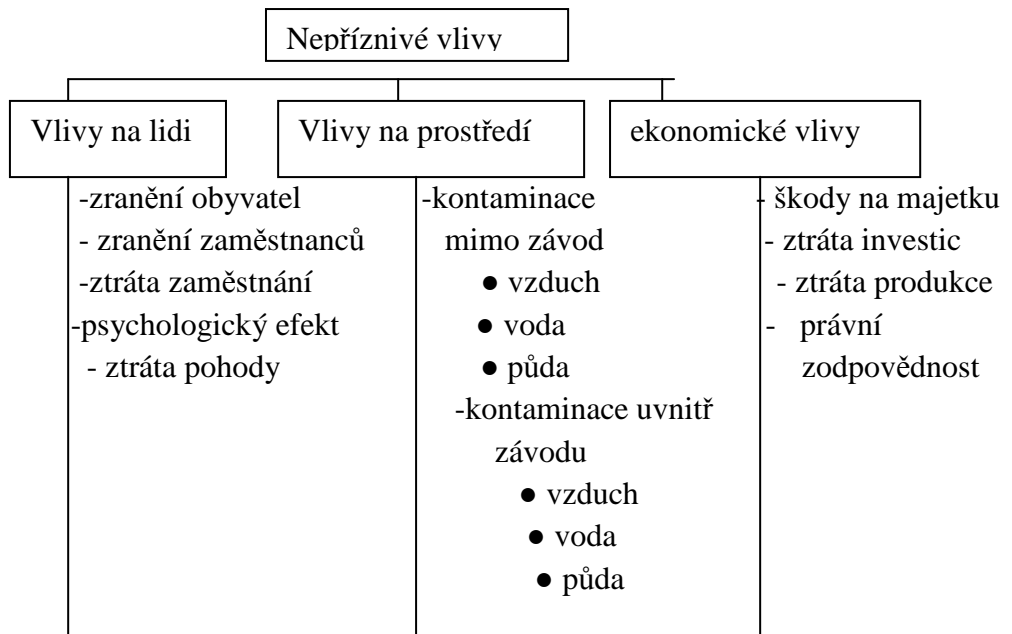 Nepříznivé vlivy
Vlivy na lidi
-zranění obyvatel
- zranění zaměstnanců
-ztráta zaměstnání
-psychologický efekt
- ztráta pohody
Vlivy na prostředí
-kontaminace
mimo závod
● vzduch
● voda
● půda
-kontaminace uvnitř
závodu
● vzduch
● voda
● půda
ekonomické vlivy
- škody na majetku
- ztráta investic
- ztráta produkce
- právní
zodpovědnost